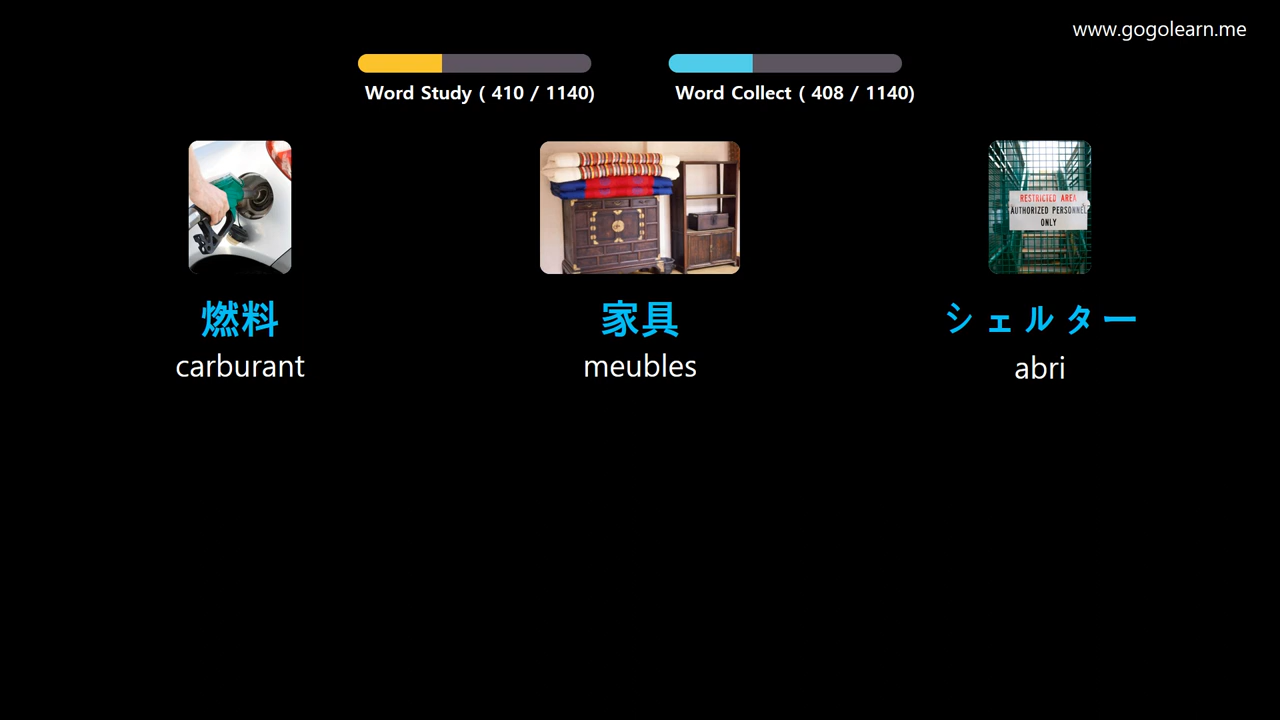 www.gogolearn.me
Word Study ( 410 / 1140)
Word Collect ( 408 / 1140)
RESTRICTED AREA
AUTHORIZED PERSONNEL
ONLY
燃料
家具
シェルター
carburant
meubles
abri